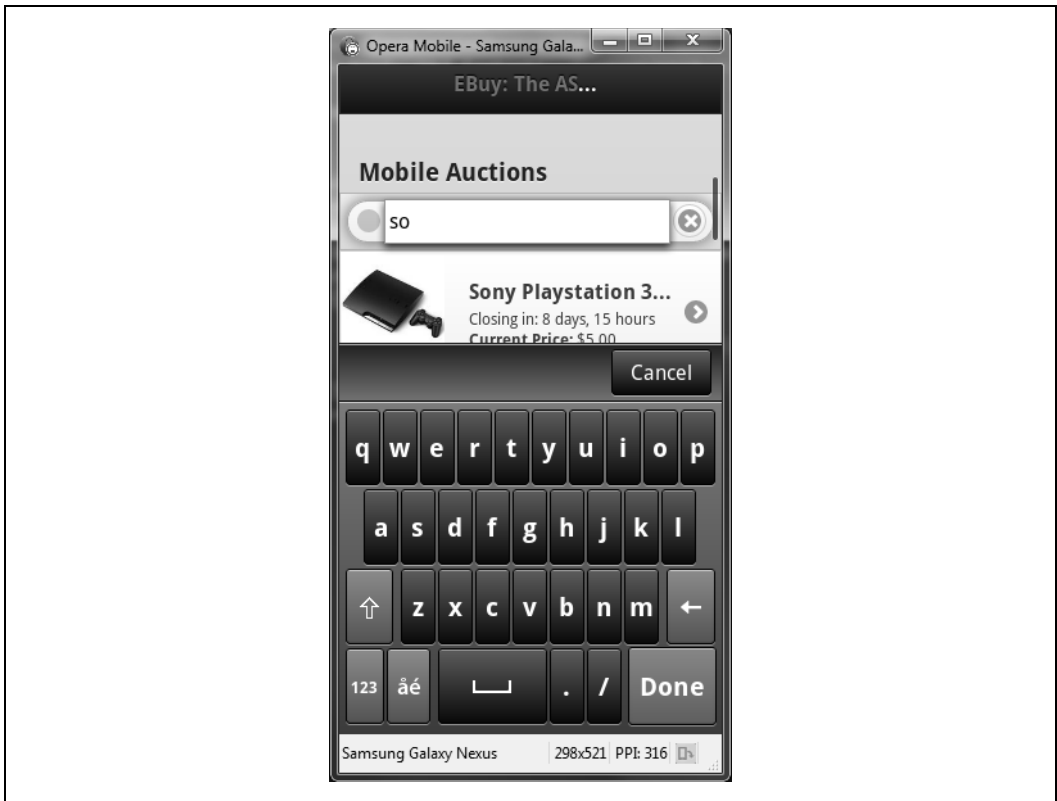 Opera Mobile - Samsung Gala...
EBuy: The AS...
Mobile Auctions
so
Sony Playstation 3...
Closing in: 8 days, 15 hours
Current Price: $5.00
Cancel
q w e r t y u i o p
a s d f g h j k l
z x c v b n m
123 åé . / Done
Samsung Galaxy Nexus 298x521 PPI: 316